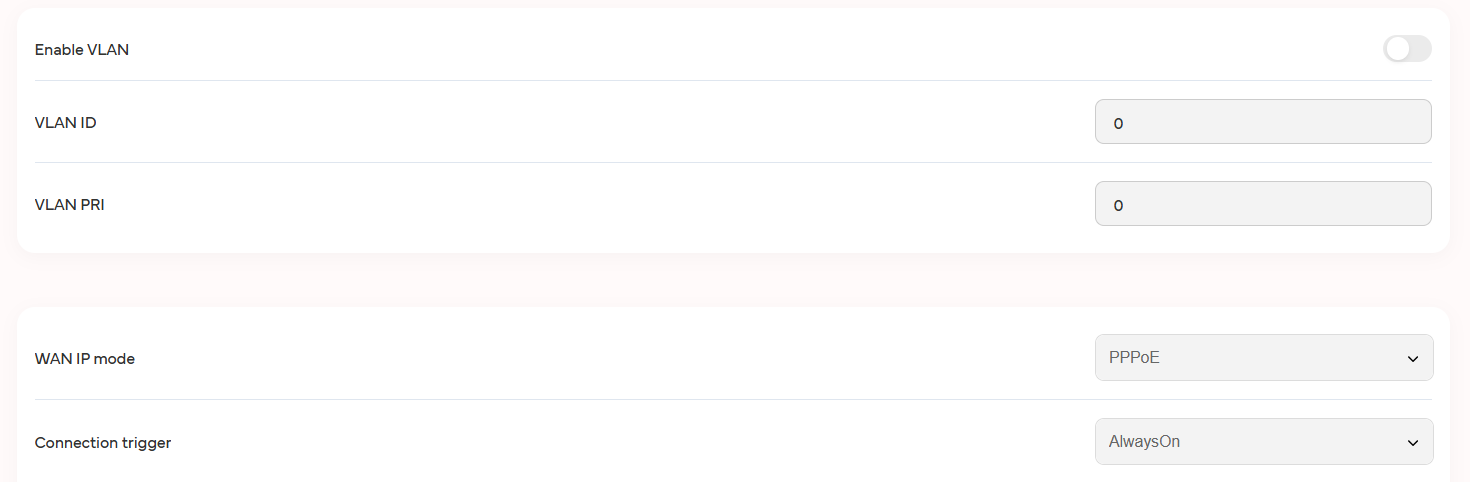 Enable VLAN
VLAN ID
0
VLAN PRI
0
WAN IP mode
PPPoE
Connection trigger
AlwaysOn